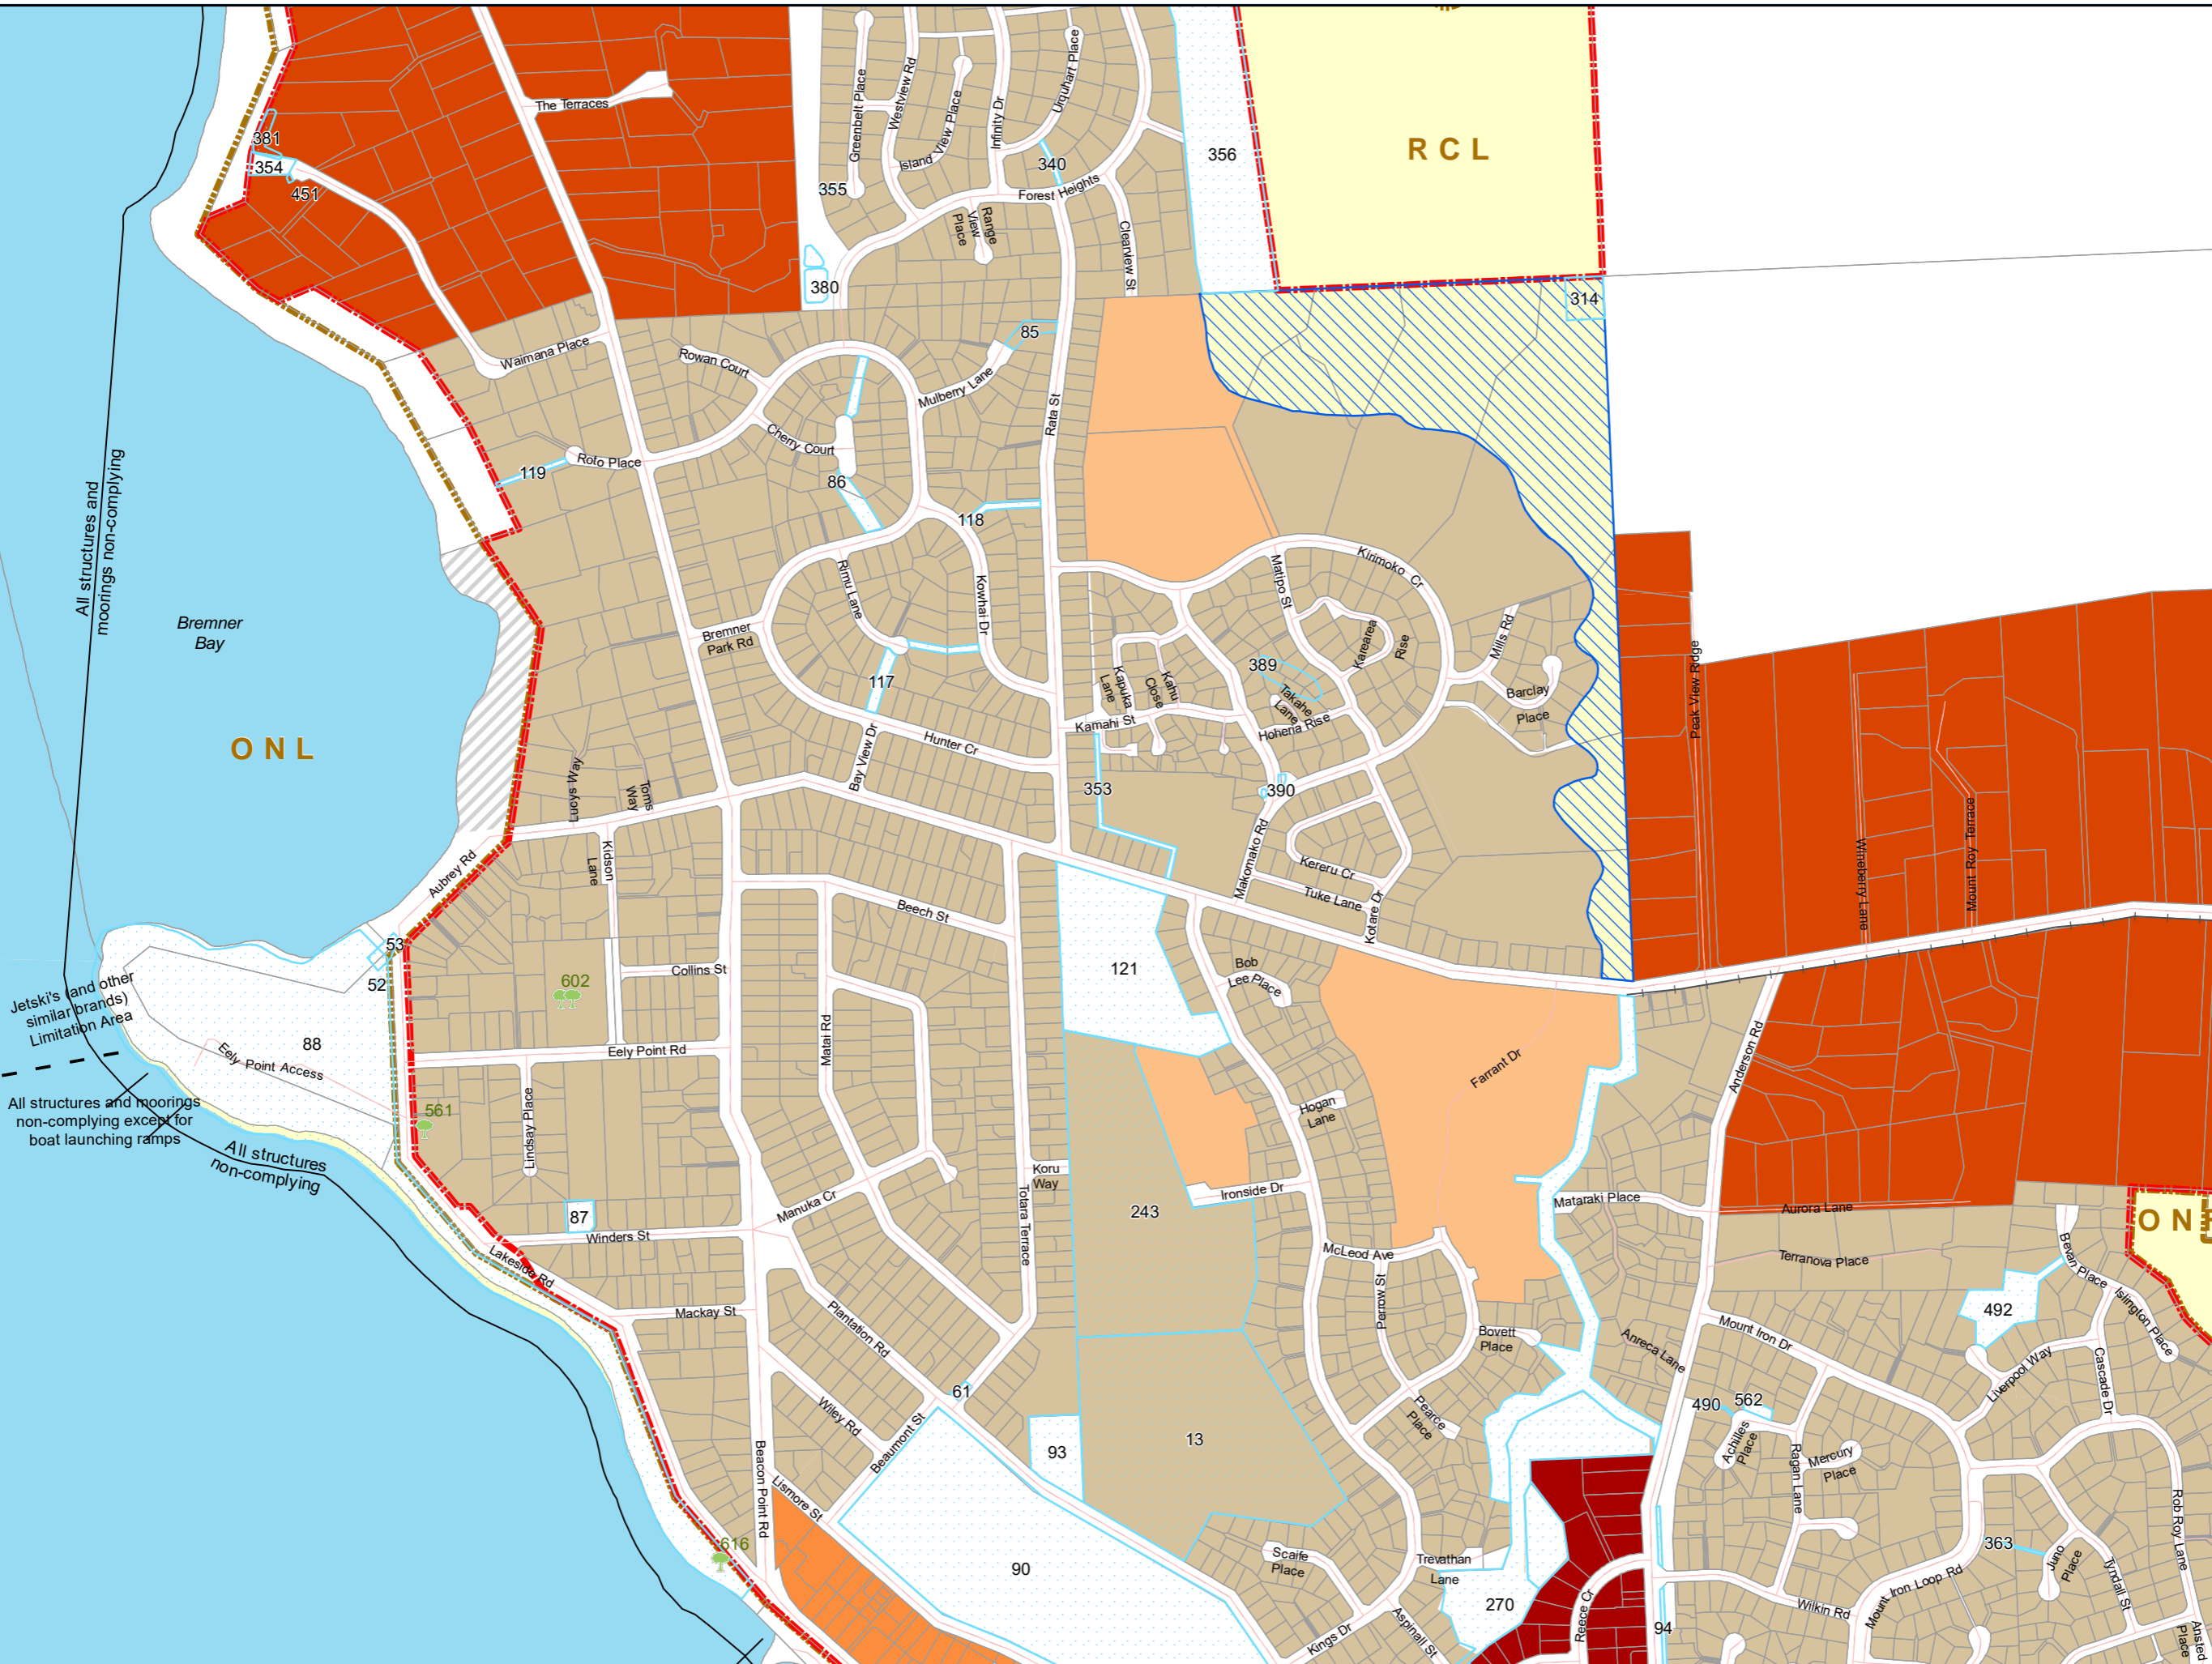 The Terraces
Greenbelt Place
Westview Rd
Island View Place
Infinity Dr
Urquhart Place
340
356
RCL
381
354
451
355
Forest Heights
Range
View
Place
Clearview St
380
314
85
Waimana Place
Rowan Court
Mulberry Lane
Rata St
Cherry Court
Roto Place
119
86
118
All structures and
moorings non-complying
Bremner
Bay
ONL
Rimu Lane
Kowhai Dr
Bremner
Park Rd
117
Bay View Dr
Hunter Cr
Matipo St
Kirimoko Cr
Karearea
Rise
Mills Rd
Barclay
Place
389
Takahe
Lane
Hohena Rise
Kapuka
Lane
Kahu
Close
Kamahi St
353
390
Makomako Rd
Kereru Cr
Tuke Lane
Kotare Dr
Peak View Ridge
Wineberry Lane
Mount Roy Terrace
Lucys Way
Toms
Way
Kidson
Lane
Aubrey Rd
Beech St
53
52
602
Collins St
121
Bob
Lee Place
Jetski's (and other
similar brands)
Limitation Area
88
Eely Point Access
Eely Point Rd
Matai Rd
Farrant Dr
Anderson Rd
All structures and moorings
non-complying except for
boat launching ramps
All structures
non-complying
561
Lindsay Place
Hogan
Lane
Koru
Way
Ironside Dr
Mataraki Place
Aurora Lane
87
Winders St
Manuka Cr
Totara Terrace
243
McLeod Ave
Terranova Place
Bevan Place
Islington Place
Lakeside Rd
Mackay St
Plantation Rd
Penrow St
Bovett
Place
Anreca Lane
Mount Iron Dr
492
Liverpool Way
Cascade Dr
61
Wiley Rd
Beaumont St
93
13
Pearce
Place
490
562
Achilles
Place
Ragan Lane
Mercury
Place
Beacon Point Rd
Lismore St
616
90
Scaife
Place
Trevathan
Lane
270
Reece Cr
Kings Dr
Aspinall St
94
Wilkin Rd
Mount Iron Loop Rd
363
Juno
Place
Tyndall St
Rob Roy Lane
Ansted
Place